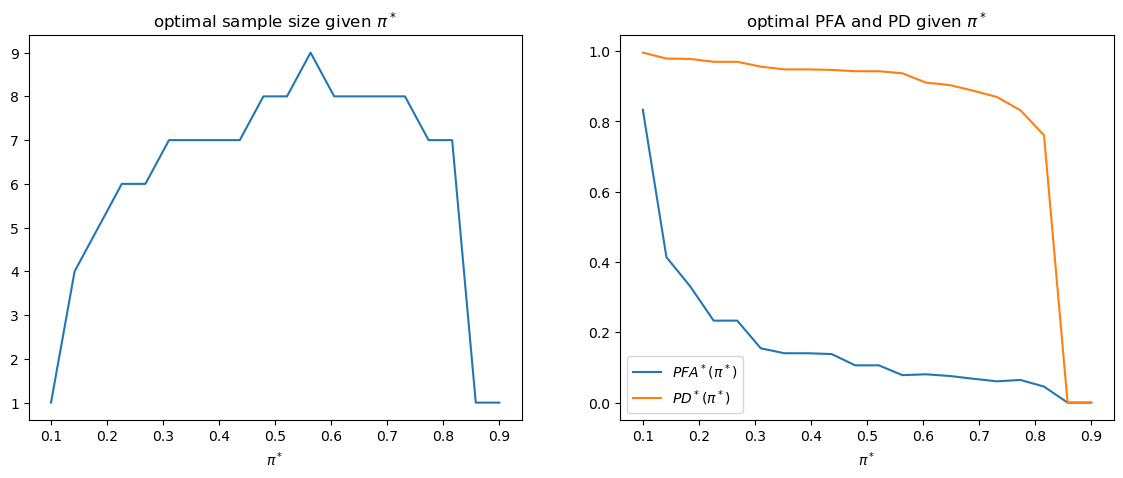 optimal sample size given π*
9
8
7
6
5
4
3
2
1
0.1 0.2 0.3 0.4 0.5 0.6 0.7 0.8 0.9
π*
optimal PFA and PD given π*
1.0
0.8
0.6
0.4
0.2
0.0
PFA*(π*)
PD*(π*)
0.1 0.2 0.3 0.4 0.5 0.6 0.7 0.8 0.9
π*